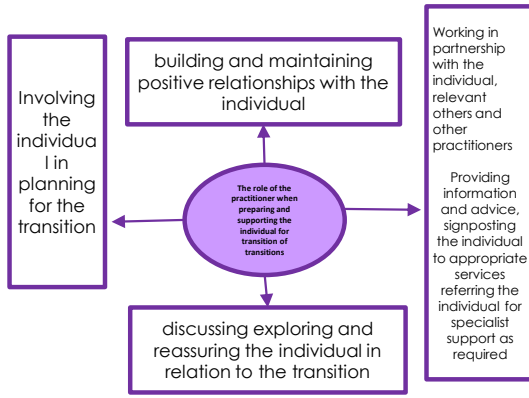 building and maintaining
positive relationships with the
individual
Involving
the
individua
l in
planning
for the
transition
The role of the
practitioner when
preparing and
supporting the
individual for
transition of
transitions
Working in
partnership
with the
individual,
relevant
others and
other
practitioners
Providing
information
and advice,
signposting
the individual
to appropriate
services
referring the
individual for
specialist
support as
required
discussing exploring and
reassuring the individual in
relation to the transition